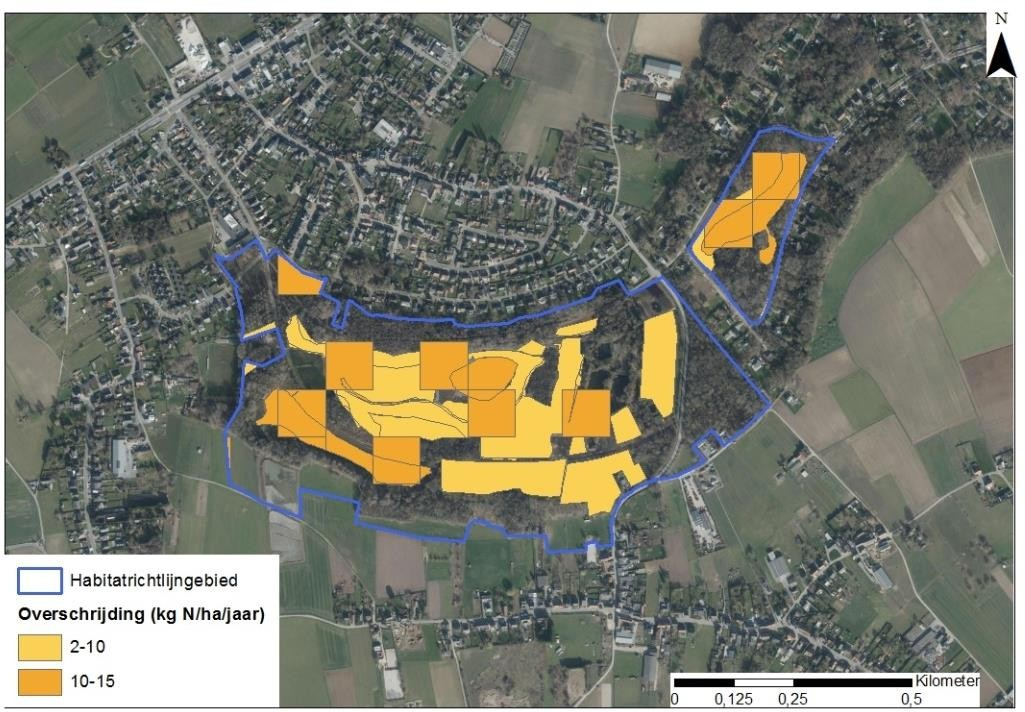 N
Habitatrichtlijngebied
Overschrijding (kg N/ha/jaar)
2-10
10-15
Kilometer
0 0,125 0,25 0,5